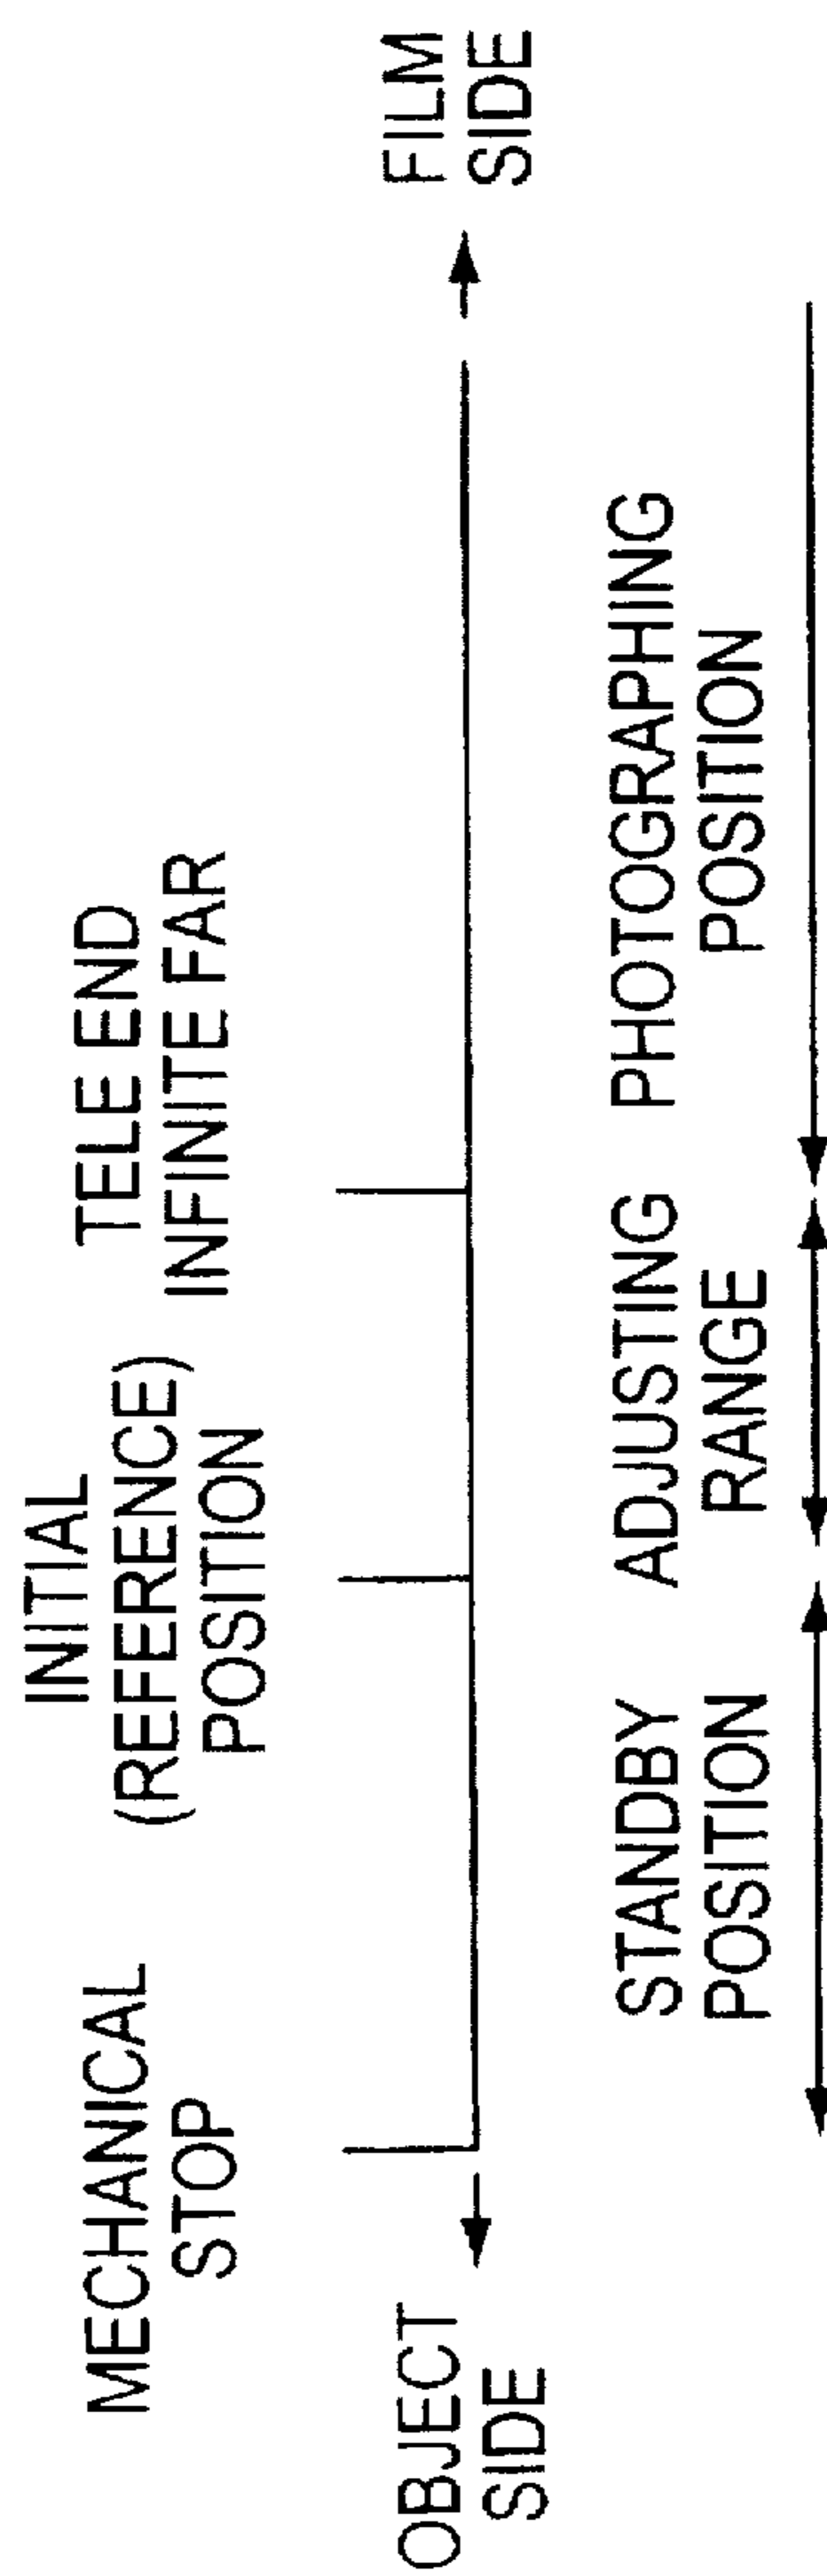 MECHANICAL
STOP
INITIAL
(REFERENCE)
POSITION
TELE END
INFINITE FAR
OBJECT
SIDE
FILM
SIDE
STANDBY
POSITION
ADJUSTING
RANGE
PHOTOGRAPHING
POSITION